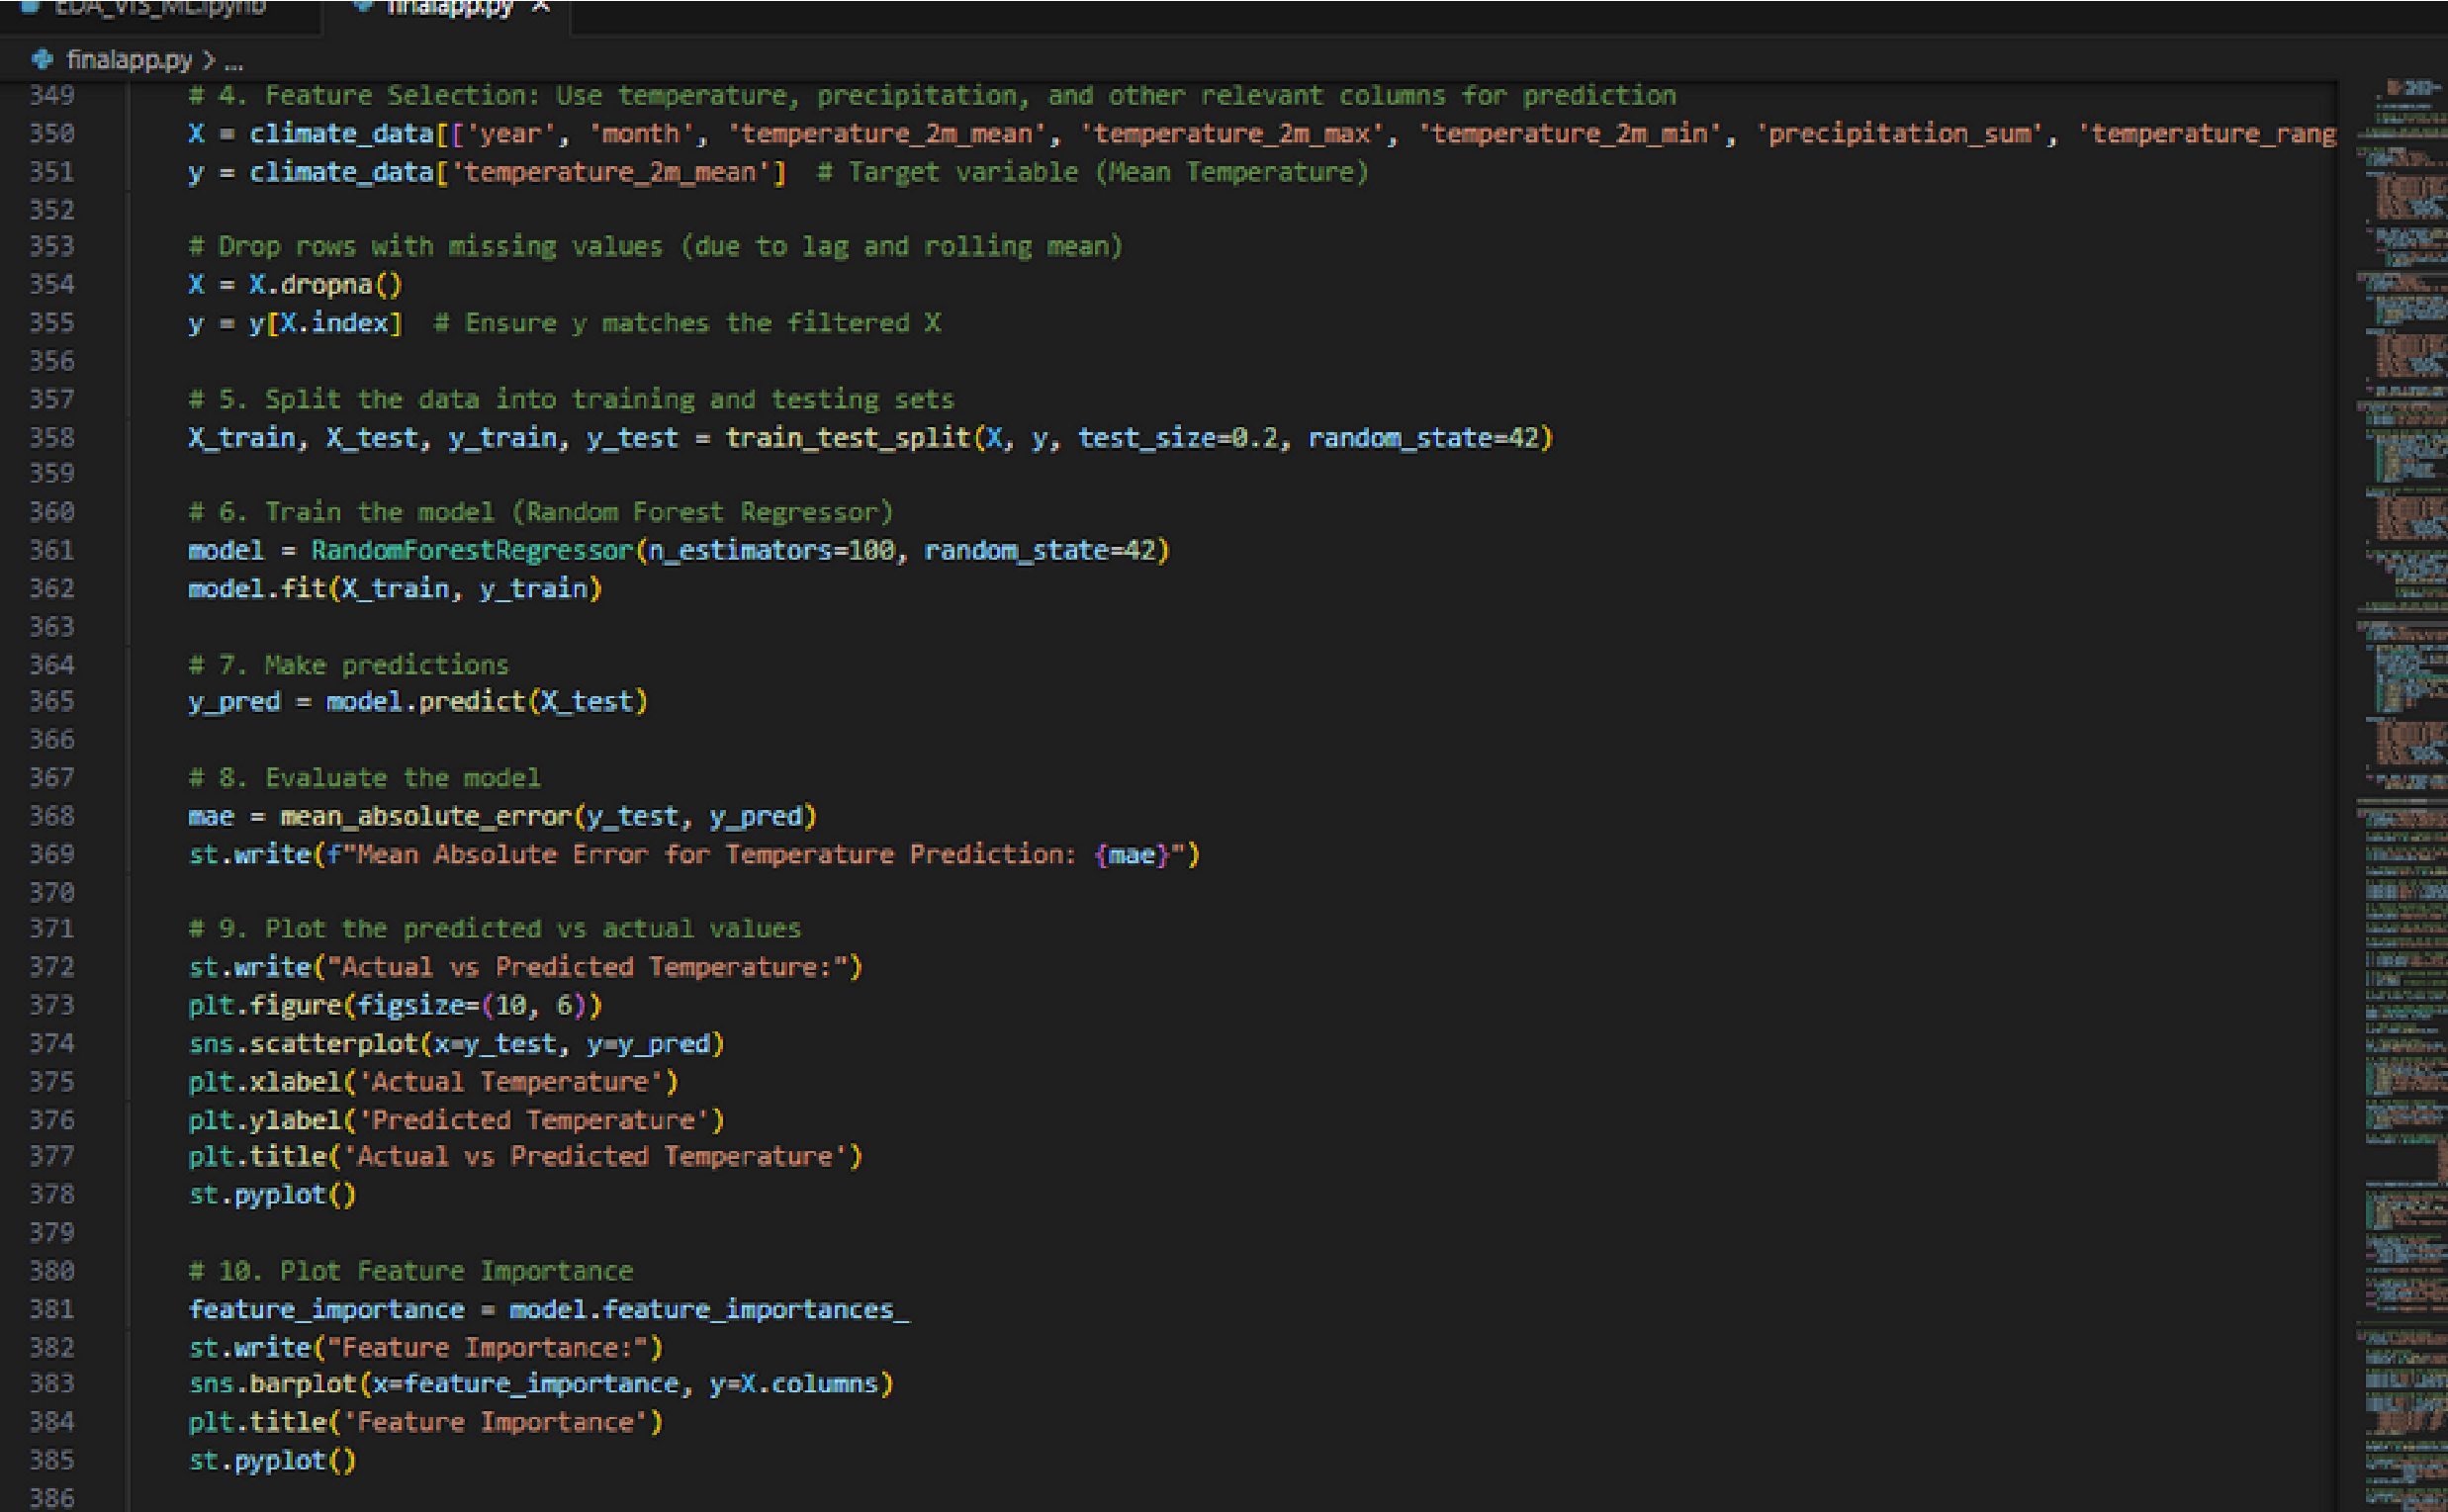 EDA_VIS_ML.ipynb finalapp.py ×
finalapp.py > ...
349 # 4. Feature Selection: Use temperature, precipitation, and other relevant columns for prediction
350 X = climate_data[['year', 'month', 'temperature_2m_mean', 'temperature_2m_max', 'temperature_2m_min', 'precipitation_sum', 'temperature_rang
351 y = climate_data['temperature_2m_mean']  # Target variable (Mean Temperature)
352
353 # Drop rows with missing values (due to lag and rolling mean)
354 X = X.dropna()
355 y = y[X.index]  # Ensure y matches the filtered X
356
357 # 5. Split the data into training and testing sets
358 X_train, X_test, y_train, y_test = train_test_split(X, y, test_size=0.2, random_state=42)
359
360 # 6. Train the model (Random Forest Regressor)
361 model = RandomForestRegressor(n_estimators=100, random_state=42)
362 model.fit(X_train, y_train)
363
364 # 7. Make predictions
365 y_pred = model.predict(X_test)
366
367 # 8. Evaluate the model
368 mae = mean_absolute_error(y_test, y_pred)
369 st.write(f"Mean Absolute Error for Temperature Prediction: {mae}")
370
371 # 9. Plot the predicted vs actual values
372 st.write("Actual vs Predicted Temperature:")
373 plt.figure(figsize=(10, 6))
374 sns.scatterplot(x=y_test, y=y_pred)
375 plt.xlabel('Actual Temperature')
376 plt.ylabel('Predicted Temperature')
377 plt.title('Actual vs Predicted Temperature')
378 st.pyplot()
379
380 # 10. Plot Feature Importance
381 feature_importance = model.feature_importances_
382 st.write("Feature Importance:")
383 sns.barplot(x=feature_importance, y=X.columns)
384 plt.title('Feature Importance')
385 st.pyplot()
386